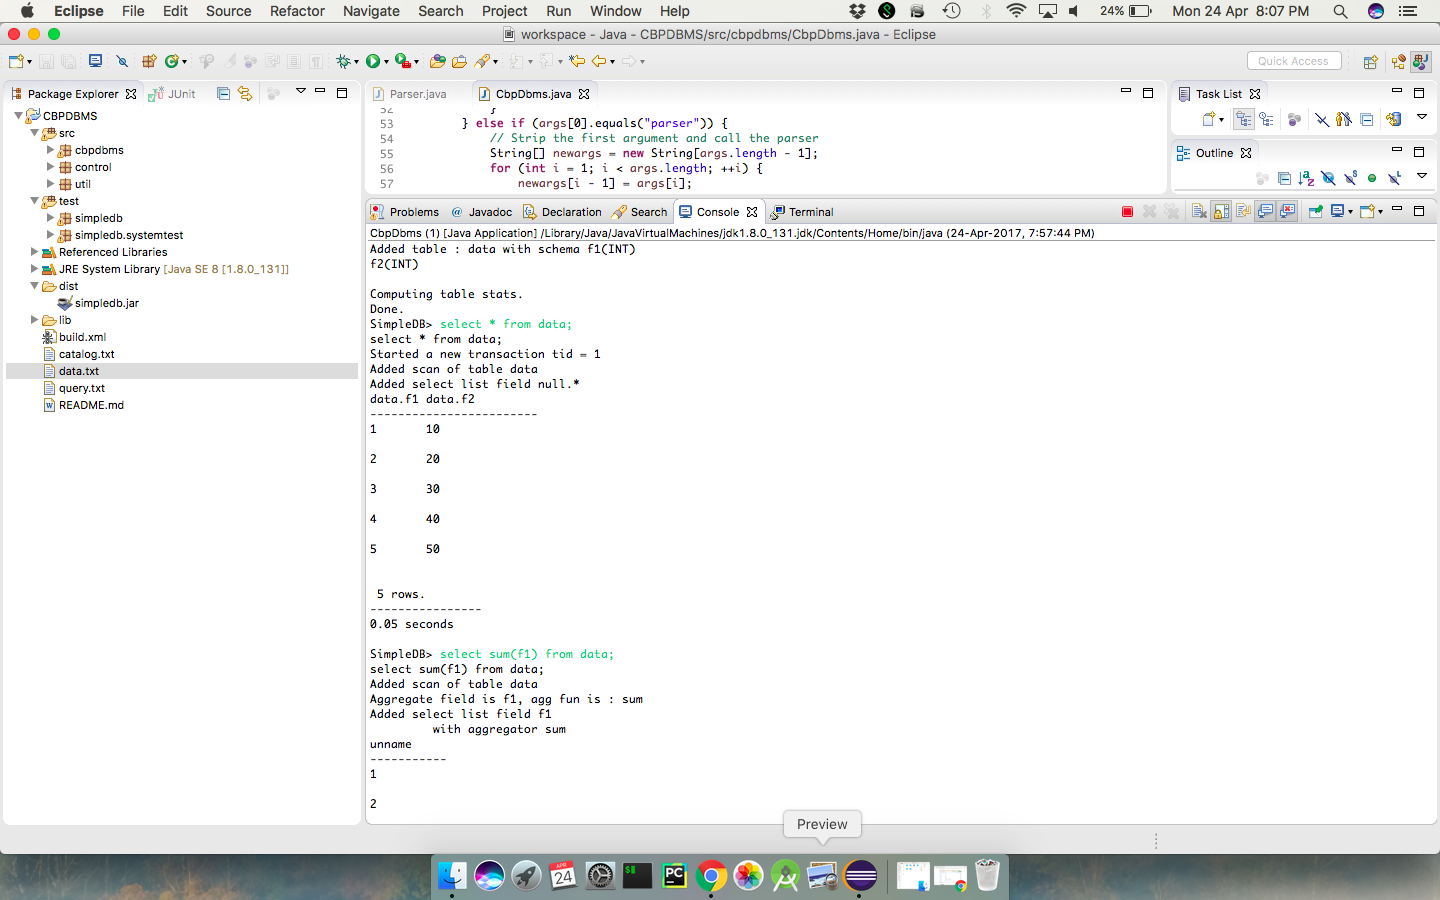 Eclipse File Edit Source Refactor Navigate Search Project Run Window Help 24% Mon 24 Apr 8:07 PM
workspace - Java - CBPDBMS/src/cbpdbms/CbpDbms.java - Eclipse
Quick Access
Package Explorer JUnit
CBPDBMS
src
cbpdbms
control
util
test
simpledb
simpledb.systemtest
Referenced Libraries
JRE System Library [Java SE 8 [1.8.0_131]]
dist
simpledb.jar
lib
build.xml
catalog.txt
data.txt
query.txt
README.md
Parser.java CbpDbms.java
52 }
53 } else if (args[0].equals("parser")) {
54 // Strip the first argument and call the parser
55 String[] newargs = new String[args.length - 1];
56 for (int i = 1; i < args.length; ++i) {
57 newargs[i - 1] = args[i];
Task List
Outline
Problems @ Javadoc Declaration Search Console Terminal
CbpDbms (1) [Java Application] /Library/Java/JavaVirtualMachines/jdk1.8.0_131.jdk/Contents/Home/bin/java (24-Apr-2017, 7:57:44 PM)
Added table : data with schema f1(INT)
f2(INT)
Computing table stats.
Done.
SimpleDB> select * from data;
select * from data;
Started a new transaction tid = 1
Added scan of table data
Added select list field null.*
data.f1 data.f2
------------------------
1 10
2 20
3 30
4 40
5 50
5 rows.
----------------
0.05 seconds
SimpleDB> select sum(f1) from data;
select sum(f1) from data;
Added scan of table data
Aggregate field is f1, agg fun is : sum
Added select list field f1
with aggregator sum
unname
-----------
1
2
Preview
APR
24
$
PC